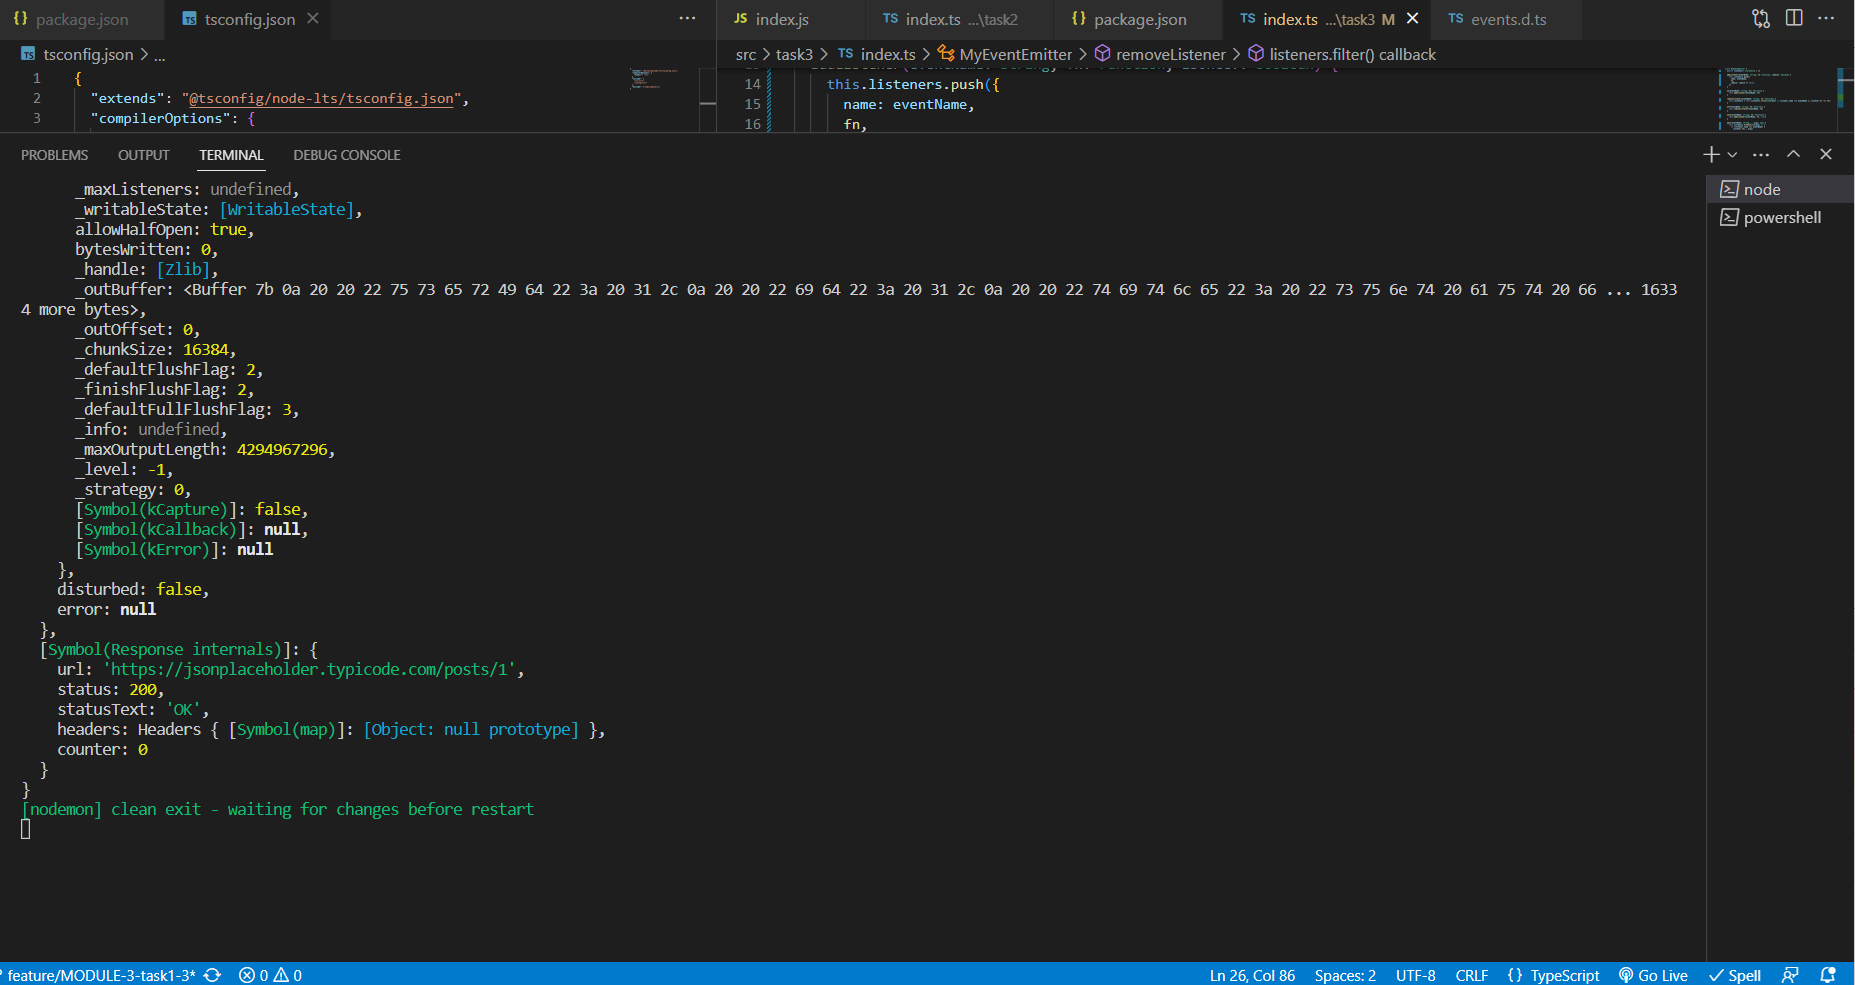 {} package.json
TS tsconfig.json
JS index.js
TS index.ts ...\task2
{} package.json
TS index.ts ...\task3 M
TS events.d.ts
TS tsconfig.json > ...
src > task3 > TS index.ts > MyEventEmitter > removeListener > listeners.filter() callback
1 {
2 "extends": "@tsconfig/node-lts/tsconfig.json",
3 "compilerOptions": {
14 this.listeners.push({
15 name: eventName,
16 fn,
PROBLEMS OUTPUT TERMINAL DEBUG CONSOLE
node
powershell
_maxListeners: undefined,
_writableState: [WritableState],
allowHalfOpen: true,
bytesWritten: 0,
_handle: [Zlib],
_outBuffer: <Buffer 7b 0a 20 20 22 75 73 65 72 49 64 22 3a 20 31 2c 0a 20 20 22 69 64 22 3a 20 31 2c 0a 20 20 22 74 69 74 6c 65 22 3a 20 22 73 75 6e 74 20 61 75 74 20 66 ... 1633
4 more bytes>,
_outOffset: 0,
_chunkSize: 16384,
_defaultFlushFlag: 2,
_finishFlushFlag: 2,
_defaultFullFlushFlag: 3,
_info: undefined,
_maxOutputLength: 4294967296,
_level: -1,
_strategy: 0,
[Symbol(kCapture)]: false,
[Symbol(kCallback)]: null,
[Symbol(kError)]: null
},
disturbed: false,
error: null
},
[Symbol(Response internals)]: {
url: 'https://jsonplaceholder.typicode.com/posts/1',
status: 200,
statusText: 'OK',
headers: Headers { [Symbol(map)]: [Object: null prototype] },
counter: 0
}
}
[nodemon] clean exit - waiting for changes before restart
feature/MODULE-3-task1-3* 0 0
Ln 26, Col 86 Spaces: 2 UTF-8 CRLF {} TypeScript Go Live Spell